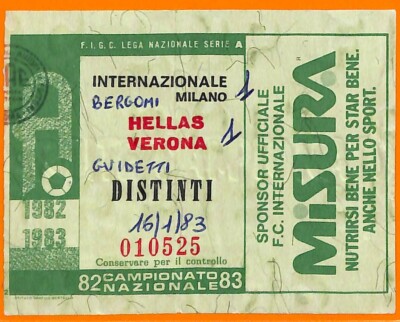 F.I.G.C. LEGA NAZIONALE SERIE A
INTERNAZIONALE
MILANO 1
BERGOMI
HELLAS
VERONA 1
GUIDETTI
DISTINTI
16/1/83
010525
Conservare per il controllo
1982
1983
82 CAMPIONATO 83
NAZIONALE
SPONSOR UFFICIALE
F.C. INTERNAZIONALE
MiSURA
NUTRIRSI BENE PER STAR BENE.
ANCHE NELLO SPORT.